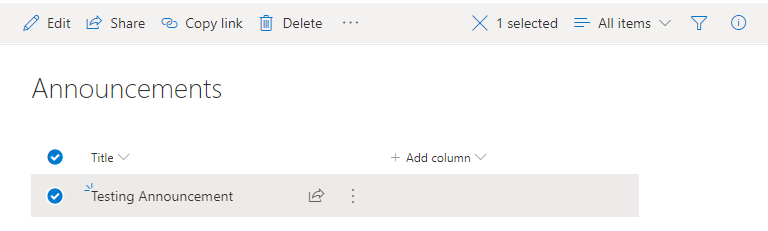 Edit Share Copy link Delete ... 1 selected All items
Announcements
Title + Add column
Testing Announcement